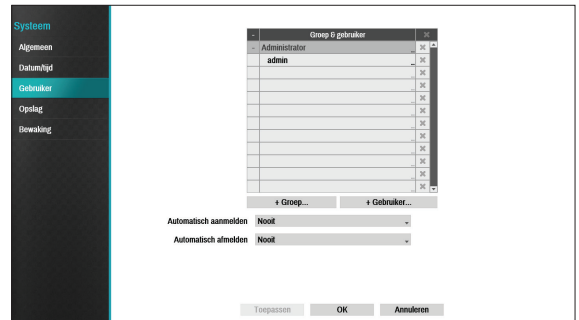 Systeem
Algemeen
Datum/tijd
Gebruiker
Opslag
Bewaking
- Groep & gebruiker
- Administrator ...
admin ...
+ Groep...
+ Gebruiker...
Automatisch aanmelden Nooit
Automatisch afmelden Nooit
Toepassen
OK
Annuleren